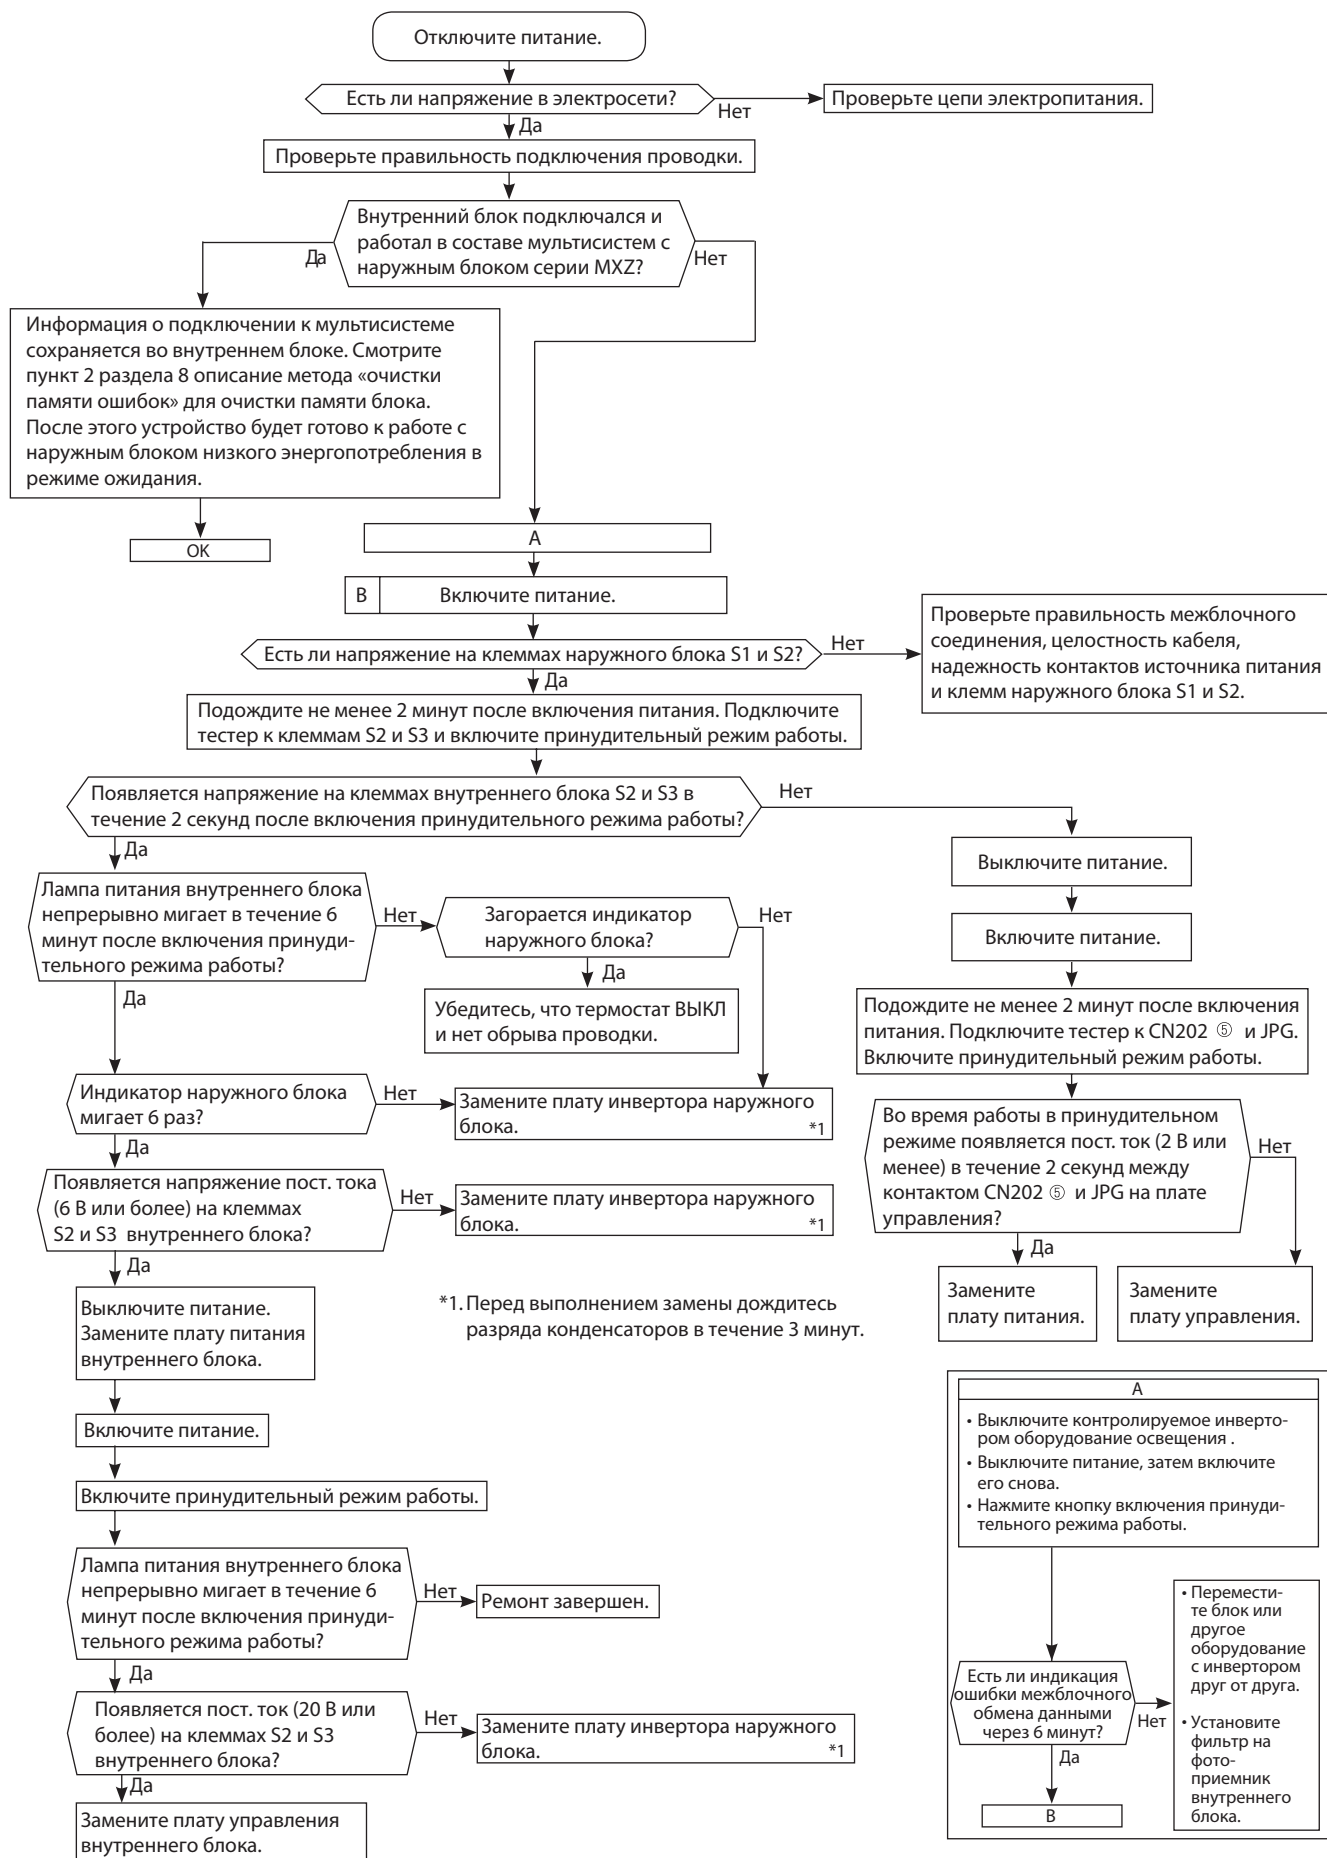 Отключите питание.
Есть ли напряжение в электросети?
Нет
Проверьте цепи электропитания.
Да
Проверьте правильность подключения проводки.
Внутренний блок подключался и
работал в составе мультисистем с
наружным блоком серии MXZ?
Да
Нет
Информация о подключении к мультисистеме
сохраняется во внутреннем блоке. Смотрите
пункт 2 раздела 8 описание метода «очистки
памяти ошибок» для очистки памяти блока.
После этого устройство будет готово к работе с
наружным блоком низкого энергопотребления в
режиме ожидания.
OK
A
B
Включите питание.
Есть ли напряжение на клеммах наружного блока S1 и S2?
Нет
Проверьте правильность межблочного
соединения, целостность кабеля,
надежность контактов источника питания
и клемм наружного блока S1 и S2.
Да
Подождите не менее 2 минут после включения питания. Подключите
тестер к клеммам S2 и S3 и включите принудительный режим работы.
Появляется напряжение на клеммах внутреннего блока S2 и S3 в
течение 2 секунд после включения принудительного режима работы?
Нет
Да
Выключите питание.
Включите питание.
Подождите не менее 2 минут после включения
питания. Подключите тестер к CN202 ⑤ и JPG.
Включите принудительный режим работы.
Во время работы в принудительном
режиме появляется пост. ток (2 В или
менее) в течение 2 секунд между
контактом CN202 ⑤ и JPG на плате
управления?
Нет
Да
Замените
плату питания.
Замените
плату управления.
Лампа питания внутреннего блока
непрерывно мигает в течение 6
минут после включения принуди-
тельного режима работы?
Нет
Загорается индикатор
наружного блока?
Нет
Да
Убедитесь, что термостат ВЫКЛ
и нет обрыва проводки.
Да
Индикатор наружного блока
мигает 6 раз?
Нет
Замените плату инвертора наружного
блока. *1
Да
Появляется напряжение пост. тока
(6 В или более) на клеммах
S2 и S3 внутреннего блока?
Нет
Замените плату инвертора наружного
блока. *1
Да
Выключите питание.
Замените плату питания
внутреннего блока.
*1. Перед выполнением замены дождитесь
разряда конденсаторов в течение 3 минут.
Включите питание.
Включите принудительный режим работы.
Лампа питания внутреннего блока
непрерывно мигает в течение 6
минут после включения принуди-
тельного режима работы?
Нет
Ремонт завершен.
Да
Появляется пост. ток (20 В или
более) на клеммах S2 и S3
внутреннего блока?
Нет
Замените плату инвертора наружного
блока. *1
Да
Замените плату управления
внутреннего блока.
A
• Выключите контролируемое инверто-
ром оборудование освещения .
• Выключите питание, затем включите
его снова.
• Нажмите кнопку включения принуди-
тельного режима работы.
Есть ли индикация
ошибки межблочного
обмена данными
через 6 минут?
Нет
Да
B
• Перемести-
те блок или
другое
оборудование
с инвертором
друг от друга.
• Установите
фильтр на
фото-
приемник
внутреннего
блока.